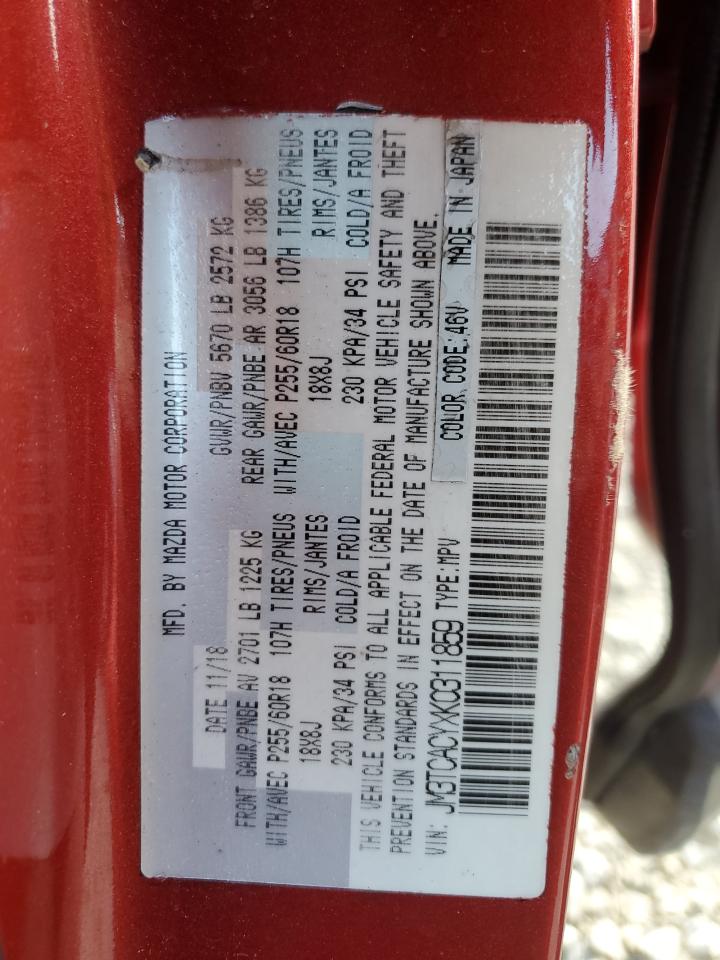 MFD. BY MAZDA MOTOR CORPORATION
DATE 11/18 GVWR/PNBV 5670 LB 2572 KG
FRONT GAWR/PNBE AV 2701 LB 1225 KG REAR GAWR/PNBE AR 3056 LB 1386 KG
WITH/AVEC P255/60R18 107H TIRES/PNEUS WITH/AVEC P255/60R18 107H TIRES/PNEUS
18X8J RIMS/JANTES 18X8J RIMS/JANTES
230 KPA/34 PSI COLD/A FROID 230 KPA/34 PSI COLD/A FROID
THIS VEHICLE CONFORMS TO ALL APPLICABLE FEDERAL MOTOR VEHICLE SAFETY AND THEFT
PREVENTION STANDARDS IN EFFECT ON THE DATE OF MANUFACTURE SHOWN ABOVE.
VIN: JM3TCACYXK0311859 TYPE:MPV COLOR CODE:46V MADE IN JAPAN